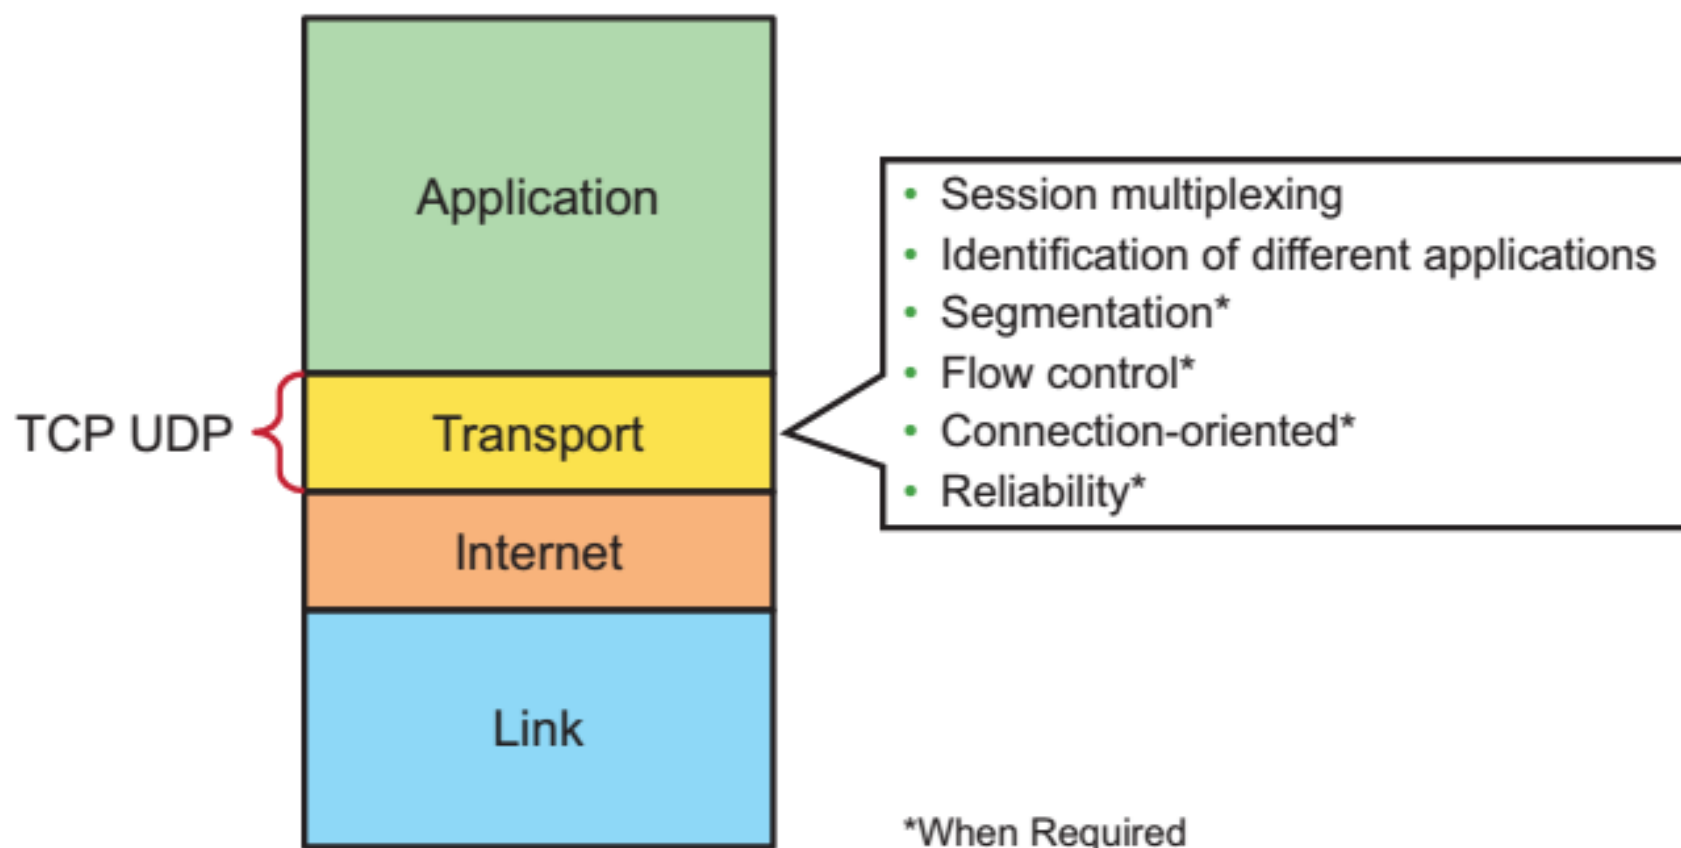 Application
TCP UDP
Transport
Internet
Link
• Session multiplexing
• Identification of different applications
• Segmentation*
• Flow control*
• Connection-oriented*
• Reliability*
*When Required